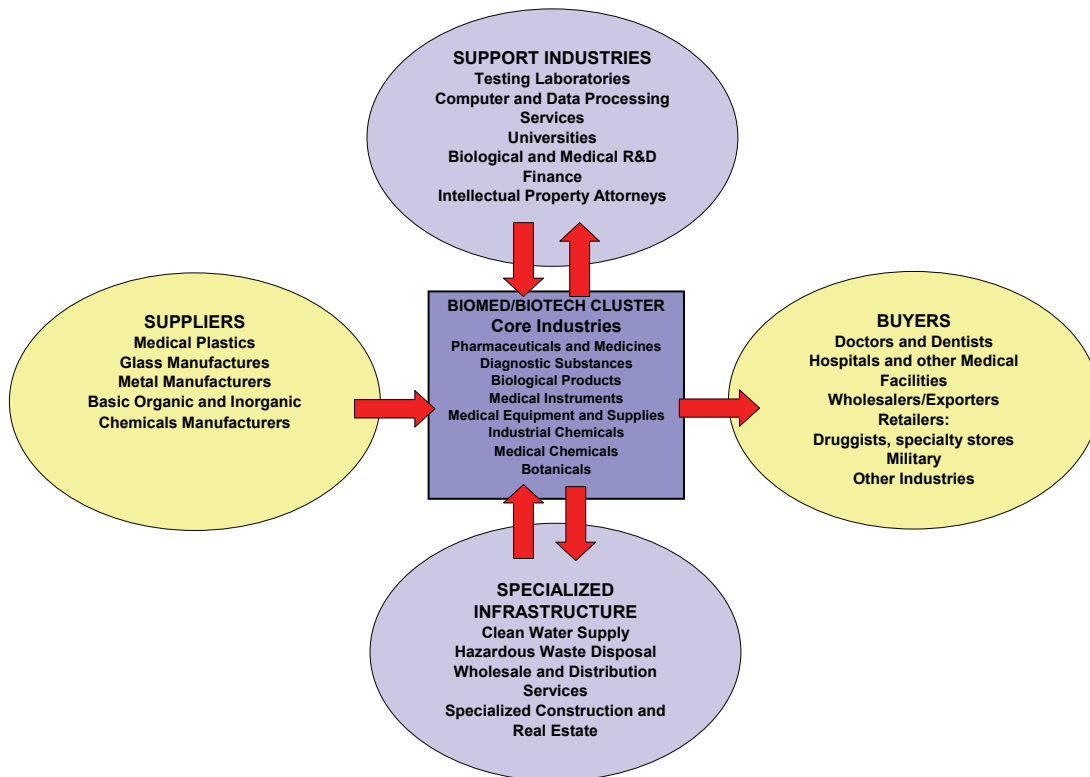 SUPPORT INDUSTRIES
Testing Laboratories
Computer and Data Processing
Services
Universities
Biological and Medical R&D
Finance
Intellectual Property Attorneys
SUPPLIERS
Medical Plastics
Glass Manufactures
Metal Manufacturers
Basic Organic and Inorganic
Chemicals Manufacturers
BIOMED/BIOTECH CLUSTER
Core Industries
Pharmaceuticals and Medicines
Diagnostic Substances
Biological Products
Medical Instruments
Medical Equipment and Supplies
Industrial Chemicals
Medical Chemicals
Botanicals
BUYERS
Doctors and Dentists
Hospitals and other Medical
Facilities
Wholesalers/Exporters
Retailers:
Druggists, specialty stores
Military
Other Industries
SPECIALIZED
INFRASTRUCTURE
Clean Water Supply
Hazardous Waste Disposal
Wholesale and Distribution
Services
Specialized Construction and
Real Estate